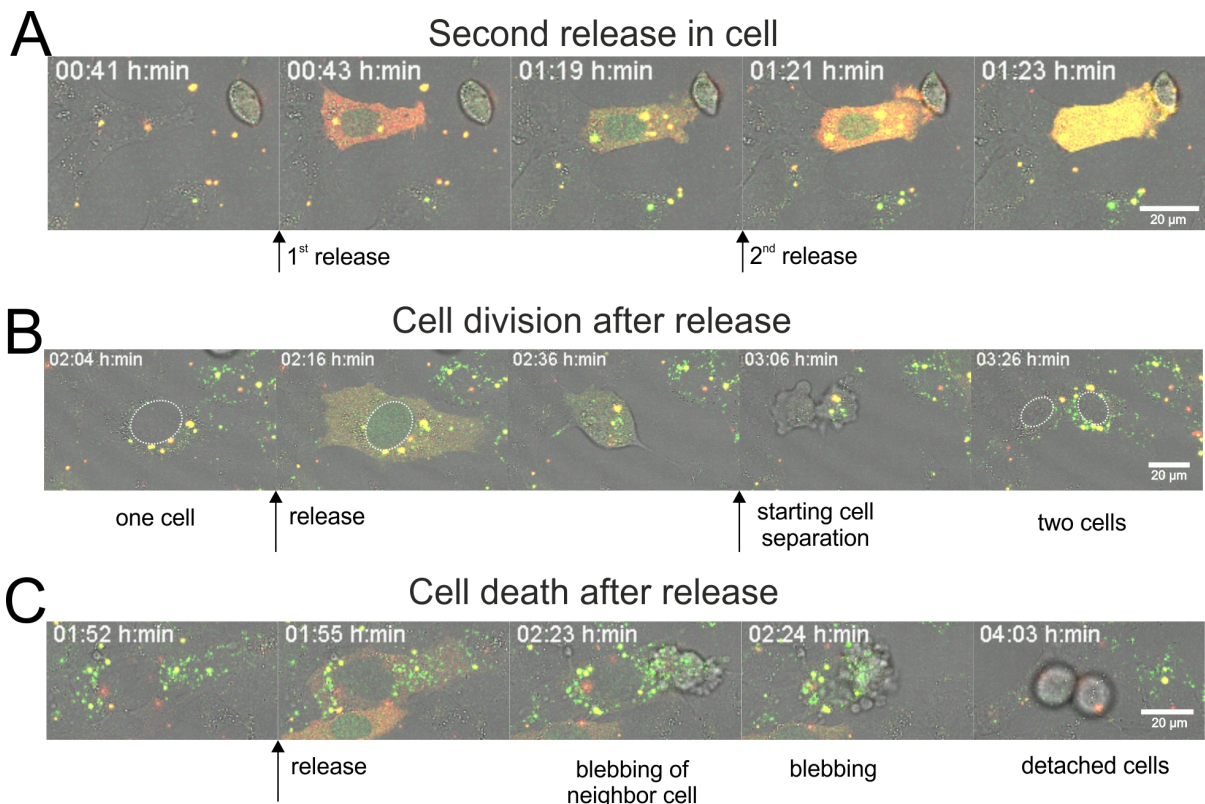 A
Second release in cell
00:41 h:min
00:43 h:min
01:19 h:min
01:21 h:min
01:23 h:min
20 µm
1st release
2nd release
B
Cell division after release
02:04 h:min
02:16 h:min
02:36 h:min
03:06 h:min
03:26 h:min
20 µm
one cell
release
starting cell
separation
two cells
C
Cell death after release
01:52 h:min
01:55 h:min
02:23 h:min
02:24 h:min
04:03 h:min
20 µm
release
blebbing of
neighbor cell
blebbing
detached cells